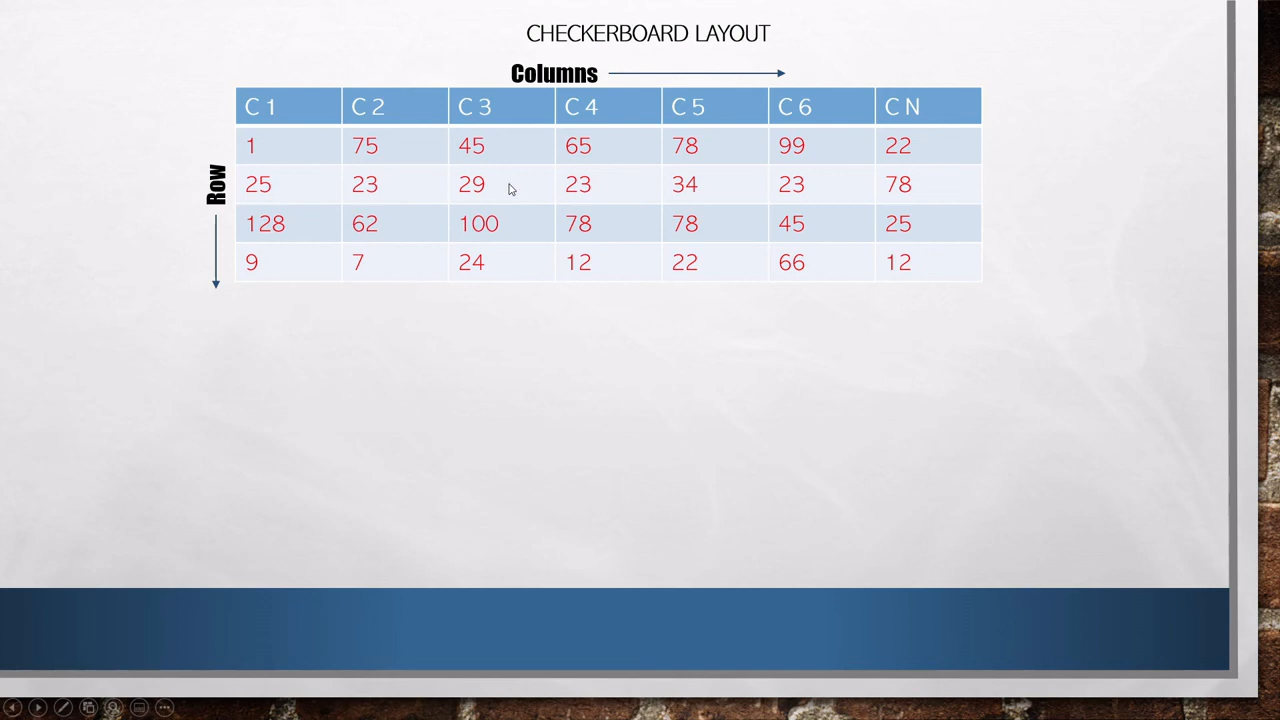 CHECKERBOARD LAYOUT
Columns
C 1 C 2 C 3 C 4 C 5 C 6 C N
1 75 45 65 78 99 22
Row
25 23 29 23 34 23 78
128 62 100 78 78 45 25
9 7 24 12 22 66 12